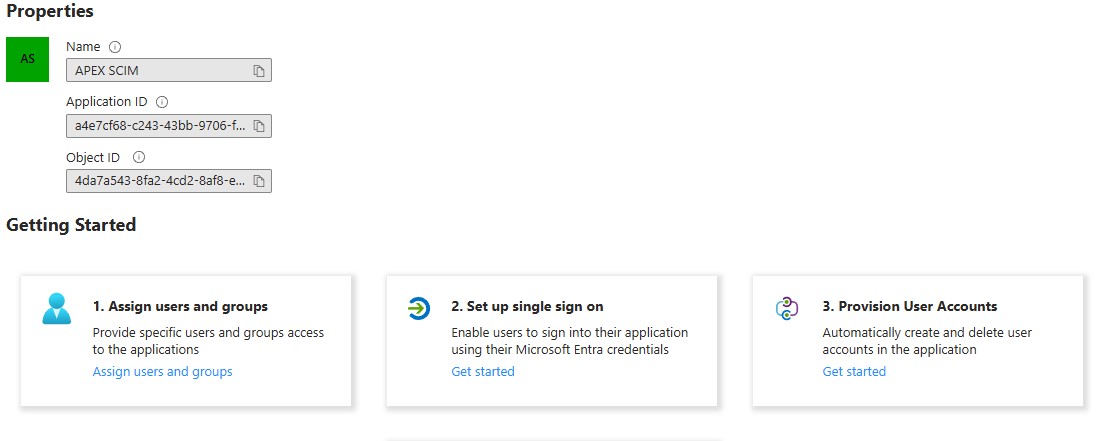 Properties
AS
Name
APEX SCIM
Application ID
a4e7cf68-c243-43bb-9706-f...
Object ID
4da7a543-8fa2-4cd2-8af8-e...
Getting Started
1. Assign users and groups
Provide specific users and groups access
to the applications
Assign users and groups
2. Set up single sign on
Enable users to sign into their application
using their Microsoft Entra credentials
Get started
3. Provision User Accounts
Automatically create and delete user
accounts in the application
Get started